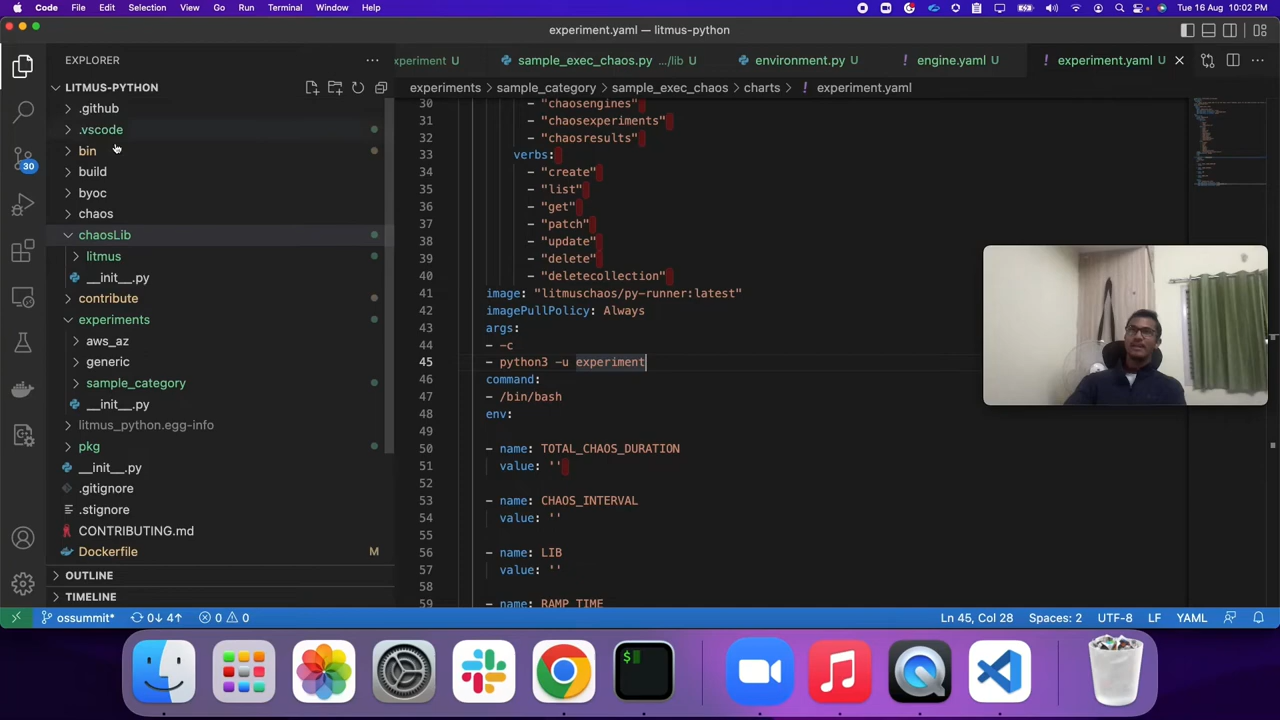 Code File Edit Selection View Go Run Terminal Window Help
Tue 16 Aug 10:02 PM
experiment.yaml — litmus-python
EXPLORER
xperiment U
sample_exec_chaos.py .../lib U
environment.py U
engine.yaml U
experiment.yaml U
LITMUS-PYTHON
experiments > sample_category > sample_exec_chaos > charts > experiment.yaml
.github
.vscode
bin
build
byoc
chaos
chaosLib
litmus
__init__.py
contribute
experiments
aws_az
generic
sample_category
__init__.py
litmus_python.egg-info
pkg
__init__.py
.gitignore
.stignore
CONTRIBUTING.md
Dockerfile M
OUTLINE
TIMELINE
30
30 - "chaosengines"
31 - "chaosexperiments"
32 - "chaosresults"
33 verbs:
34 - "create"
35 - "list"
36 - "get"
37 - "patch"
38 - "update"
39 - "delete"
40 - "deletecollection"
41 image: "litmuschaos/py-runner:latest"
42 imagePullPolicy: Always
43 args:
44 - -c
45 - python3 -u experiment
46 command:
47 - /bin/bash
48 env:
49
50 - name: TOTAL_CHAOS_DURATION
51 value: ''
52
53 - name: CHAOS_INTERVAL
54 value: ''
55
56 - name: LIB
57 value: ''
58
59 - name: RAMP_TIME
ossummit* 0↓ 4↑ 0 0
Ln 45, Col 28 Spaces: 2 UTF-8 LF YAML
$